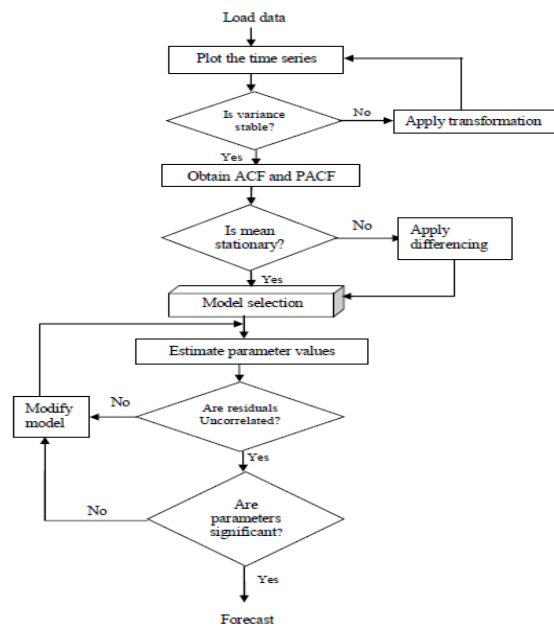 Load data
Plot the time series
Is variance
stable?
No
Apply transformation
Yes
Obtain ACF and PACF
Is mean
stationary?
No
Apply
differencing
Yes
Model selection
Estimate parameter values
Are residuals
Uncorrelated?
No
Modify
model
Yes
Are
parameters
significant?
No
Yes
Forecast